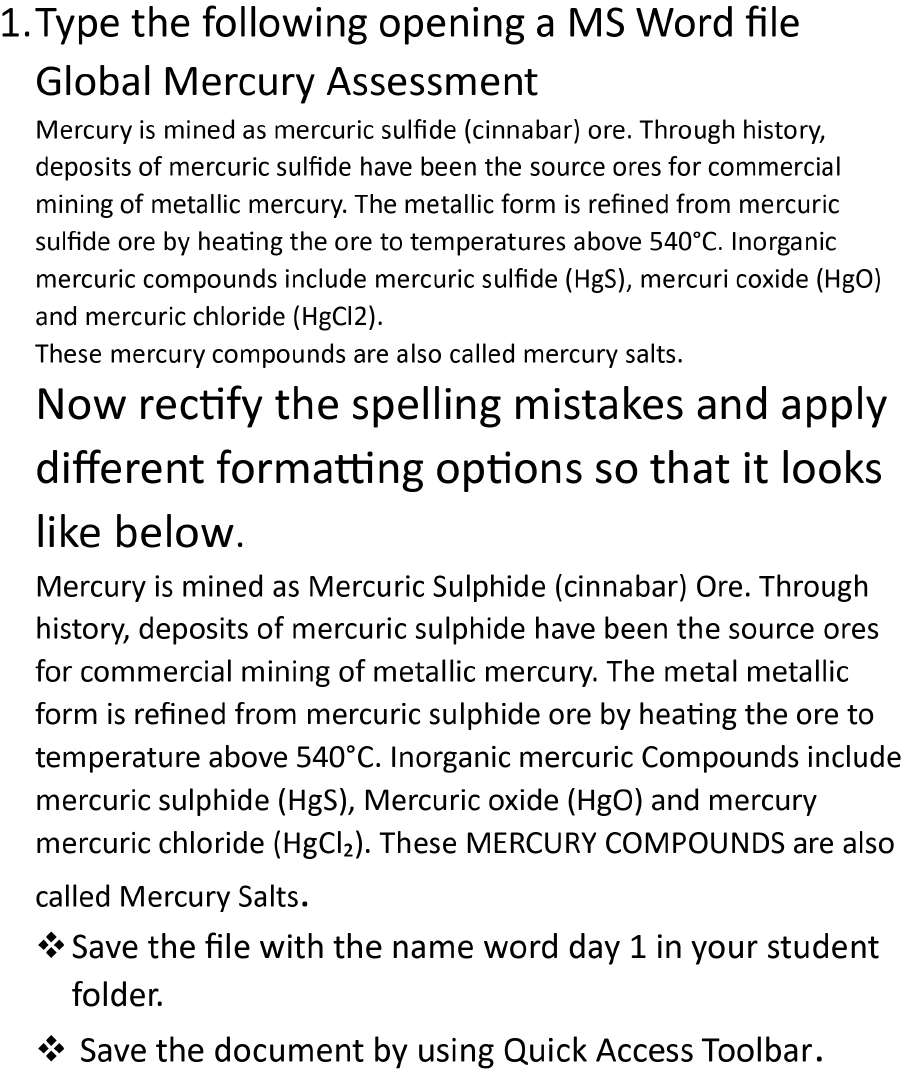 1. Type the following opening a MS Word file
Global Mercury Assessment
Mercury is mined as mercuric sulfide (cinnabar) ore. Through history,
deposits of mercuric sulfide have been the source ores for commercial
mining of metallic mercury. The metallic form is refined from mercuric
sulfide ore by heating the ore to temperatures above 540°C. Inorganic
mercuric compounds include mercuric sulfide (HgS), mercuri coxide (HgO)
and mercuric chloride (HgCl2).
These mercury compounds are also called mercury salts.
Now rectify the spelling mistakes and apply
different formatting options so that it looks
like below.
Mercury is mined as Mercuric Sulphide (cinnabar) Ore. Through
history, deposits of mercuric sulphide have been the source ores
for commercial mining of metallic mercury. The metal metallic
form is refined from mercuric sulphide ore by heating the ore to
temperature above 540°C. Inorganic mercuric Compounds include
mercuric sulphide (HgS), Mercuric oxide (HgO) and mercury
mercuric chloride (HgCl₂). These MERCURY COMPOUNDS are also
called Mercury Salts.
❖ Save the file with the name word day 1 in your student
folder.
❖ Save the document by using Quick Access Toolbar.